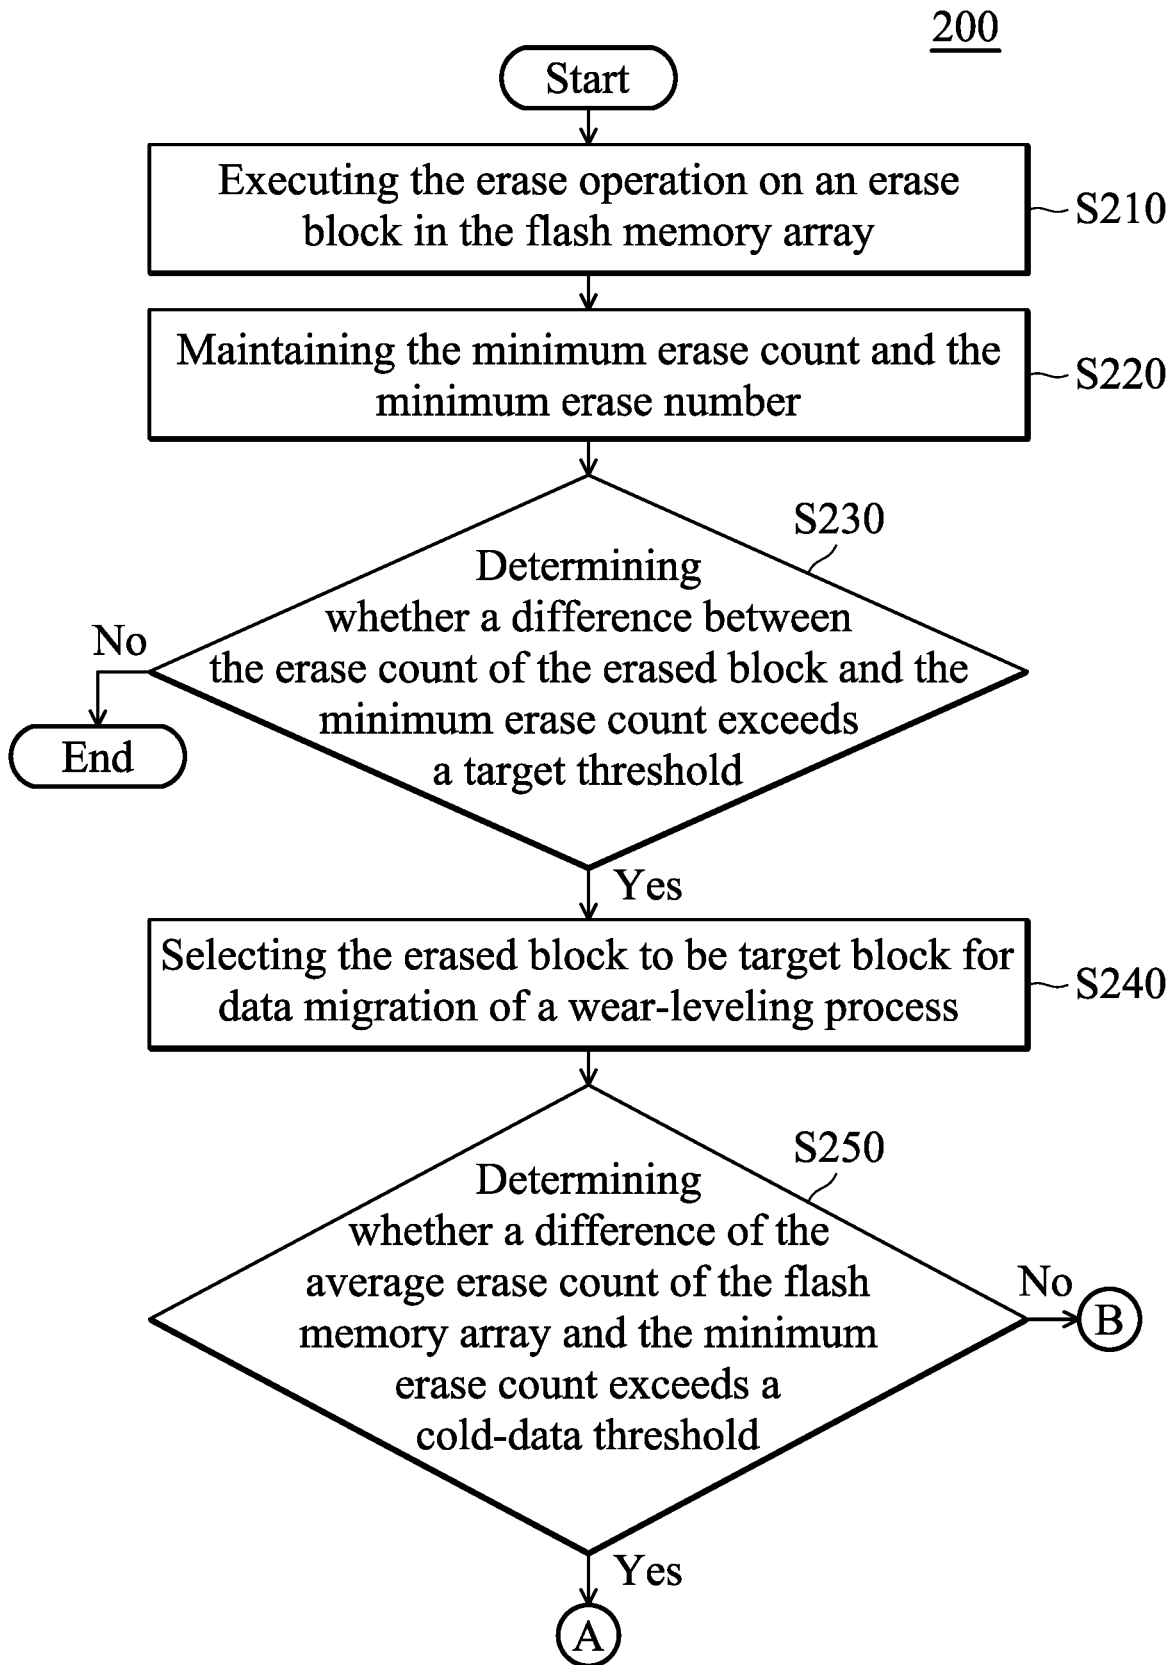 200
Start
Executing the erase operation on an erase
block in the flash memory array
S210
Maintaining the minimum erase count and the
minimum erase number
S220
S230
Determining
whether a difference between
the erase count of the erased block and the
minimum erase count exceeds
a target threshold
No
End
Yes
Selecting the erased block to be target block for
data migration of a wear-leveling process
S240
S250
Determining
whether a difference of the
average erase count of the flash
memory array and the minimum
erase count exceeds a
cold-data threshold
No
B
Yes
A